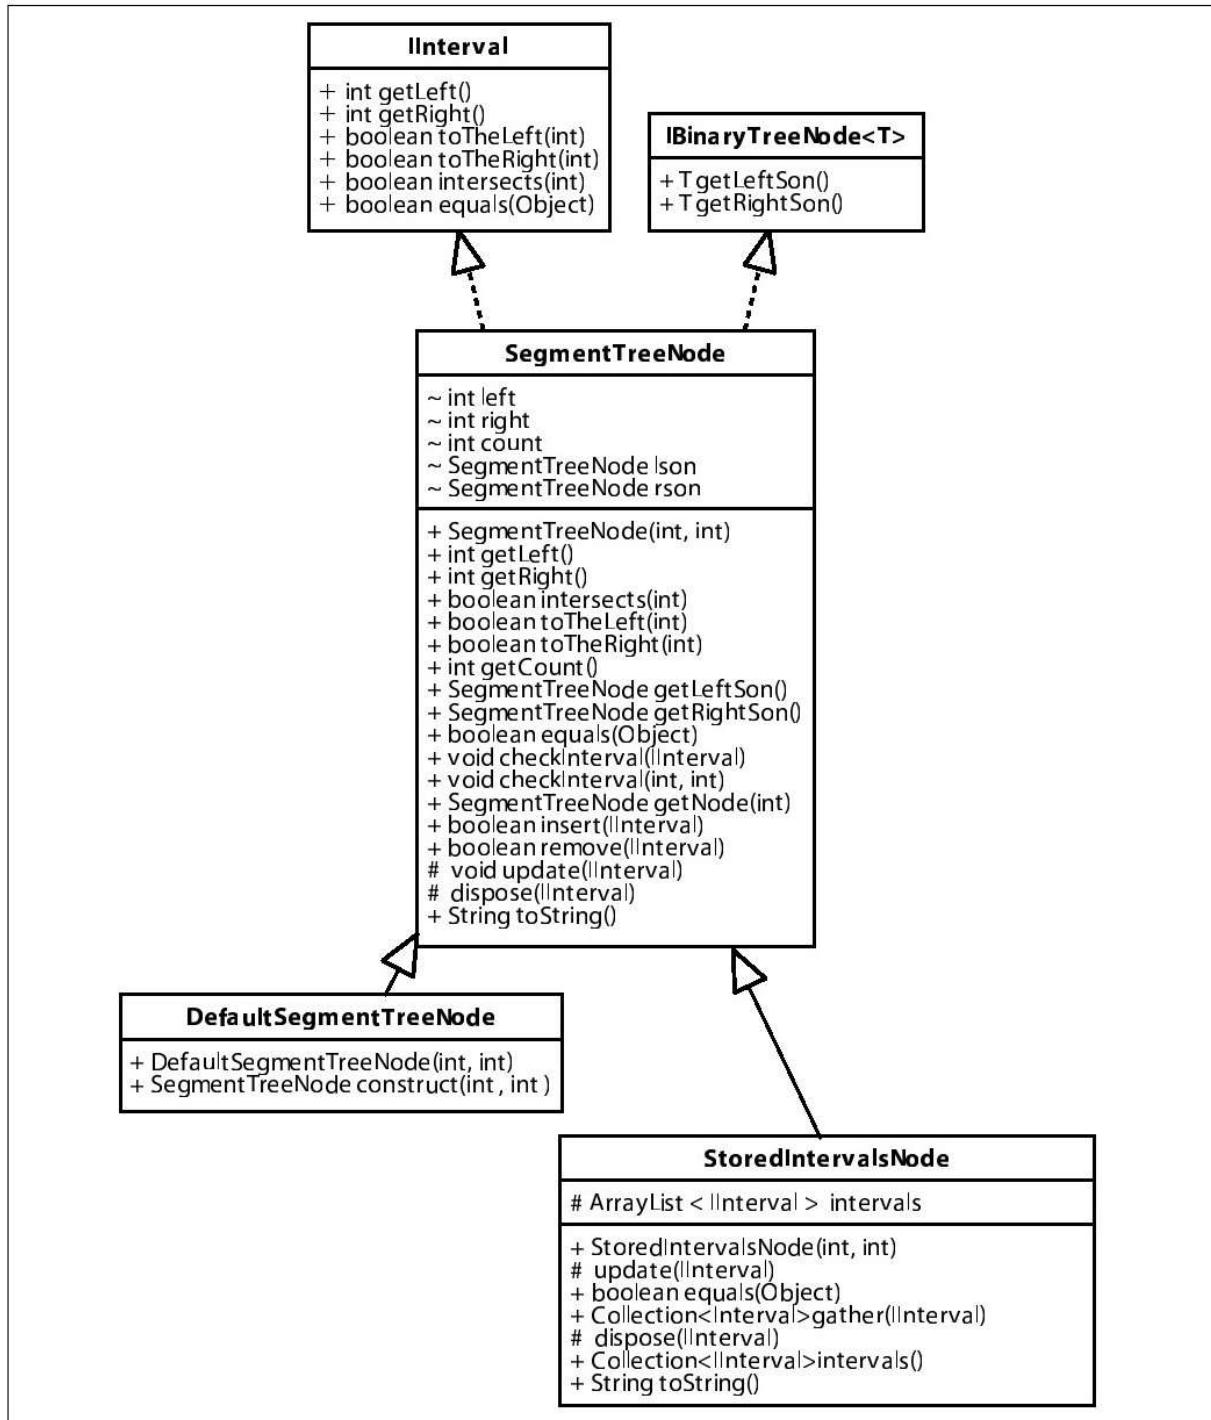 IInterval
+ int getLeft()
+ int getRight()
+ boolean toTheLeft(int)
+ boolean toTheRight(int)
+ boolean intersects(int)
+ boolean equals(Object)
IBinaryTreeNode<T>
+ T getLeftSon()
+ T getRightSon()
SegmentTreeNode
~ int left
~ int right
~ int count
~ SegmentTreeNode lson
~ SegmentTreeNode rson
+ SegmentTreeNode(int, int)
+ int getLeft()
+ int getRight()
+ boolean intersects(int)
+ boolean toTheLeft(int)
+ boolean toTheRight(int)
+ int getCount()
+ SegmentTreeNode getLeftSon()
+ SegmentTreeNode getRightSon()
+ boolean equals(Object)
+ void checkInterval(IInterval)
+ void checkInterval(int, int)
+ SegmentTreeNode getNode(int)
+ boolean insert(IInterval)
+ boolean remove(IInterval)
# void update(IInterval)
# dispose(IInterval)
+ String toString()
DefaultSegmentTreeNode
+ DefaultSegmentTreeNode(int, int)
+ SegmentTreeNode construct(int , int )
StoredIntervalsNode
# ArrayList < IInterval > intervals
+ StoredIntervalsNode(int, int)
# update(IInterval)
+ boolean equals(Object)
+ Collection<Interval>gather(IInterval)
# dispose(IInterval)
+ Collection<IInterval>intervals()
+ String toString()